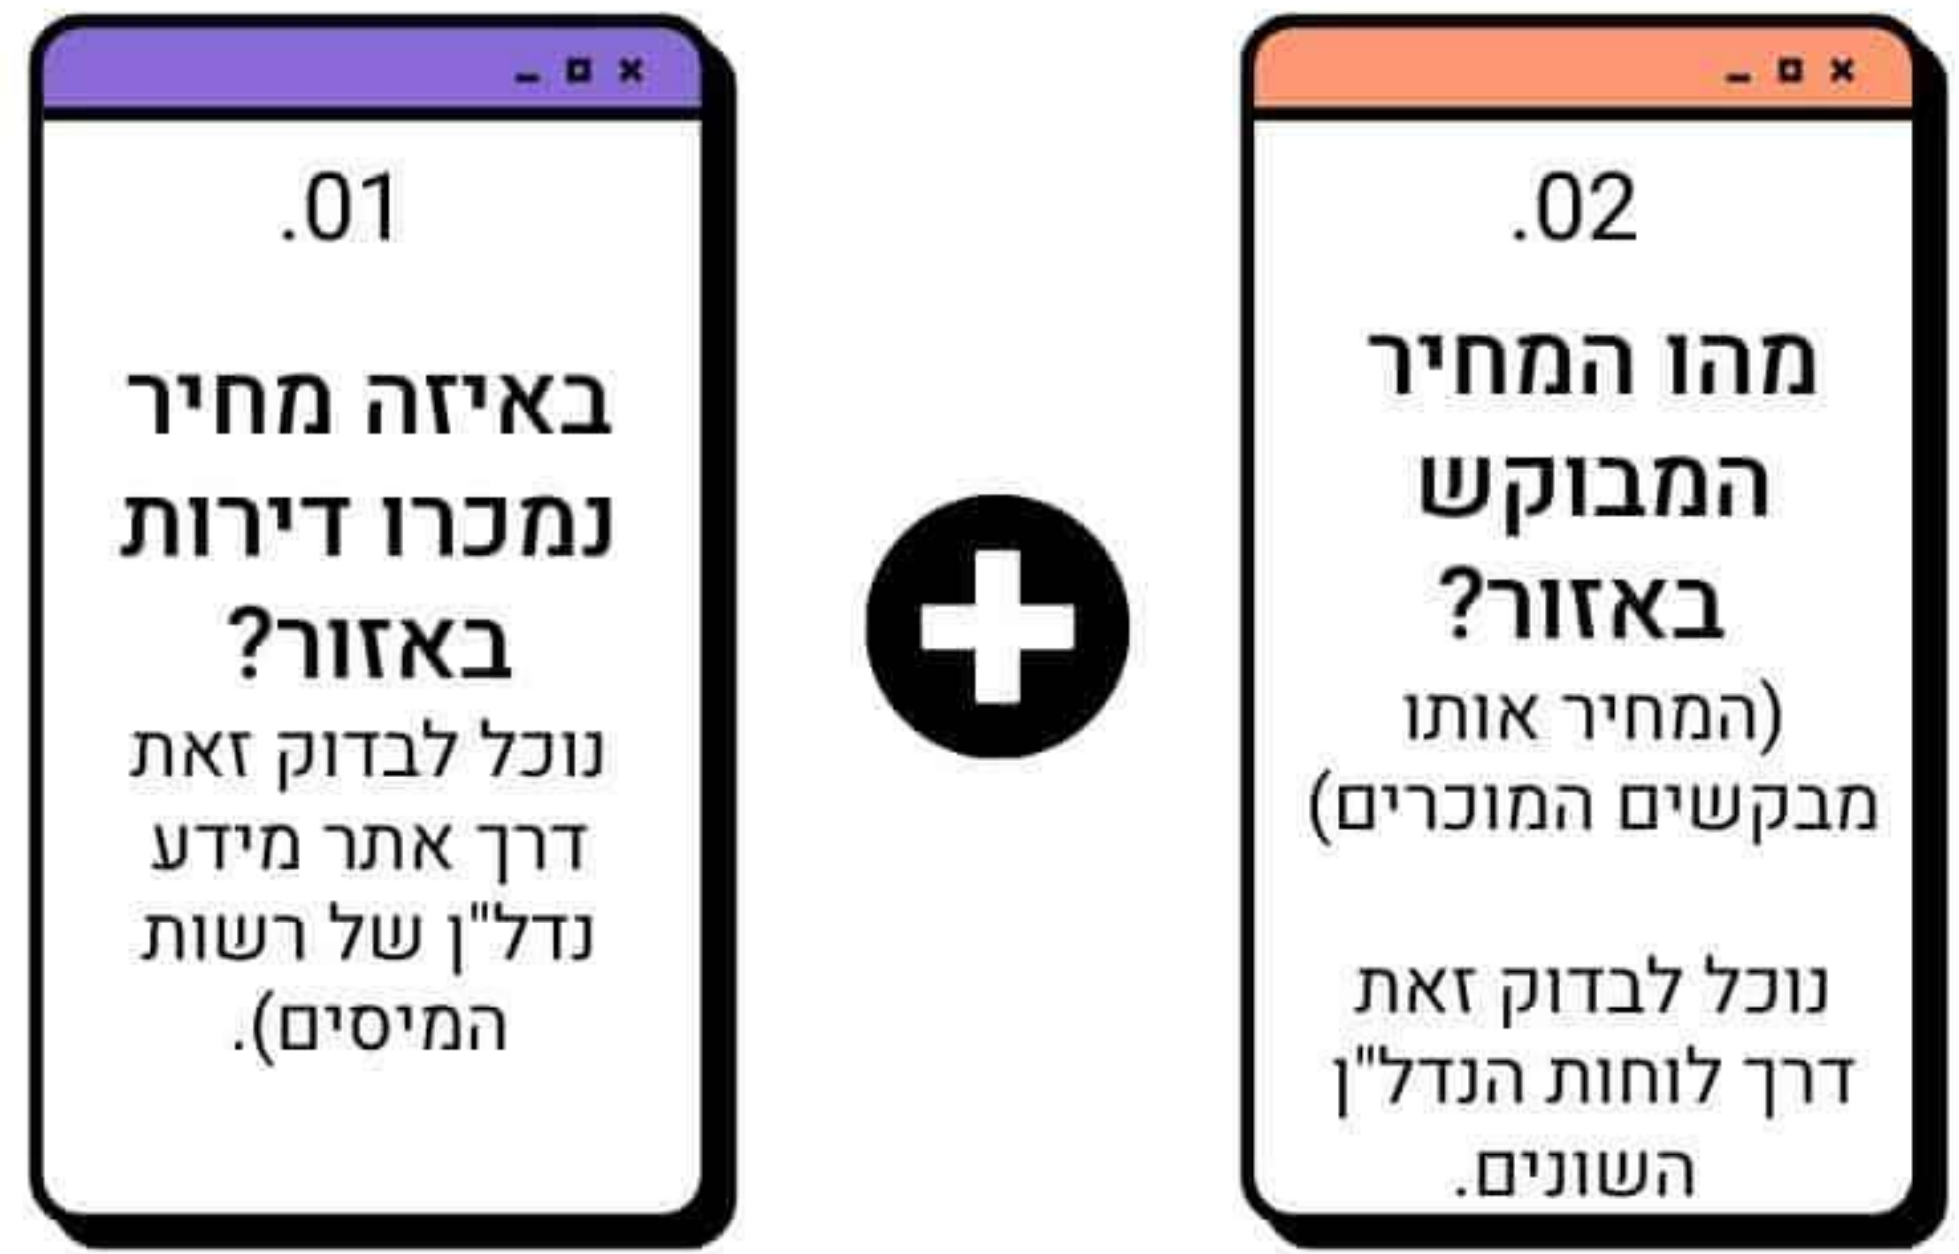 01.
באיזה מחיר
נמכרו דירות
באזור?
נוכל לבדוק זאת
דרך אתר מידע
נדל"ן של רשות
המיסים).
02.
מהו המחיר
המבוקש
באזור?
(המחיר אותו
מבקשים המוכרים)
נוכל לבדוק זאת
דרך לוחות הנדל"ן
השונים.